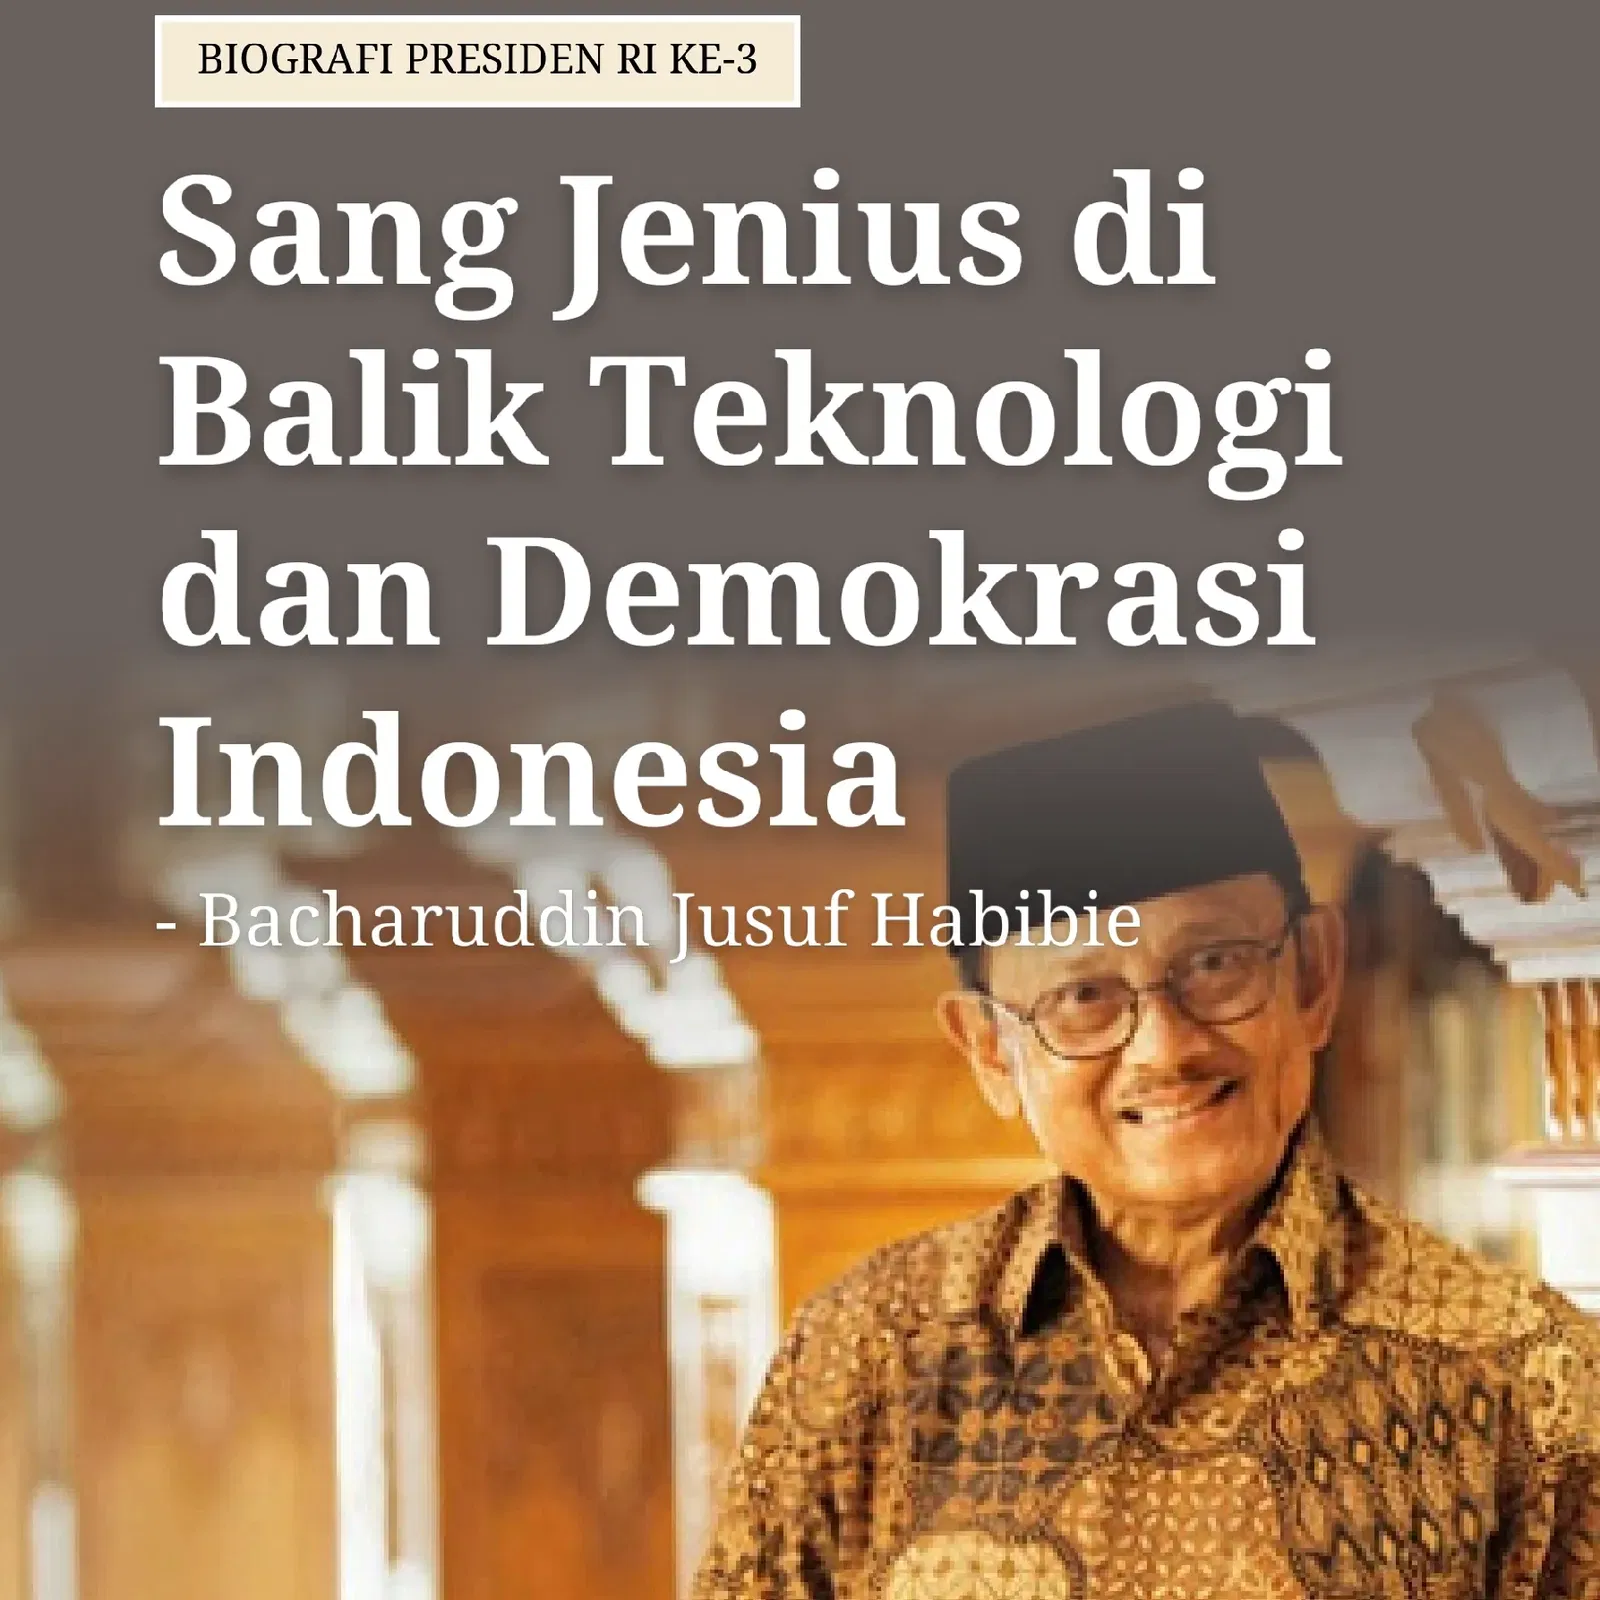 BIOGRAFI PRESIDEN RI KE-3
Sang Jenius di
Balik Teknologi
dan Demokrasi
Indonesia
- Bacharuddin Jusuf Habibie